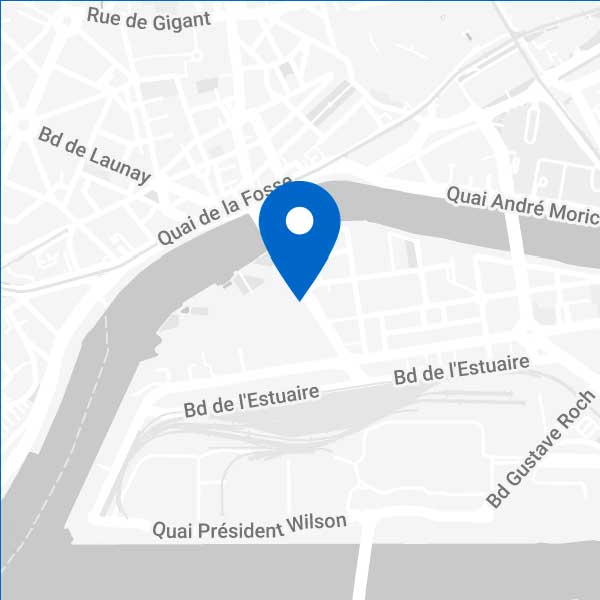 Rue de Gigant
Bd de Launay
Quai de la Fosse
Quai André Moric
Bd de l'Estuaire
Bd de l'Estuaire
Bd Gustave Roch
Quai Président Wilson